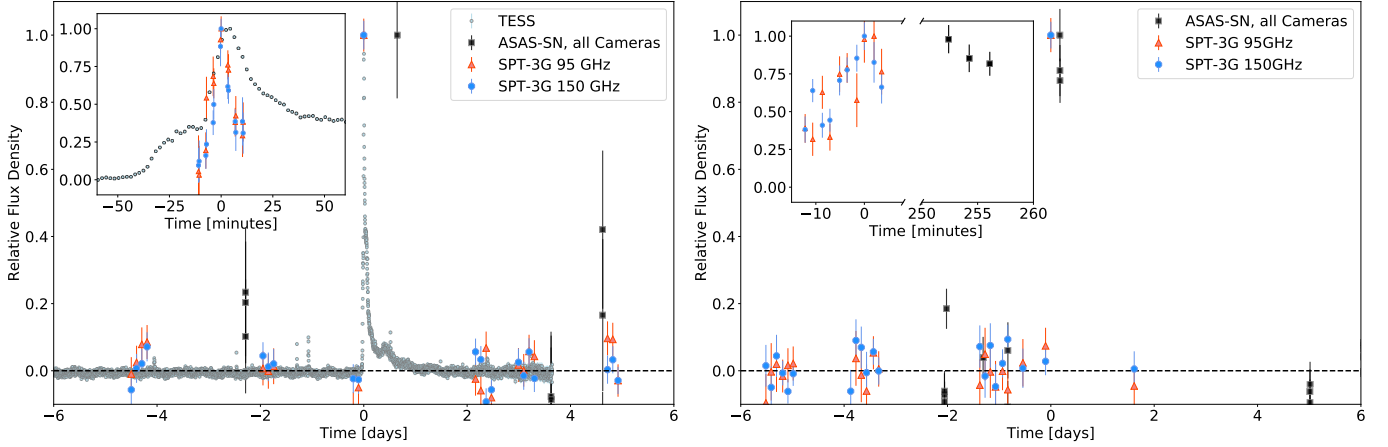 Relative Flux Density
1.0
0.8
0.6
0.4
0.2
0.0
1.00
0.75
0.50
0.25
0.00
−50 −25 0 25 50
Time [minutes]
TESS
ASAS-SN, all Cameras
SPT-3G 95 GHz
SPT-3G 150 GHz
−6 −4 −2 0 2 4 6
Time [days]
Relative Flux Density
1.0
0.8
0.6
0.4
0.2
0.0
1.00
0.75
0.50
0.25
0.00
−10 0 250 255 260
Time [minutes]
ASAS-SN, all Cameras
SPT-3G 95GHz
SPT-3G 150GHz
−6 −4 −2 0 2 4 6
Time [days]